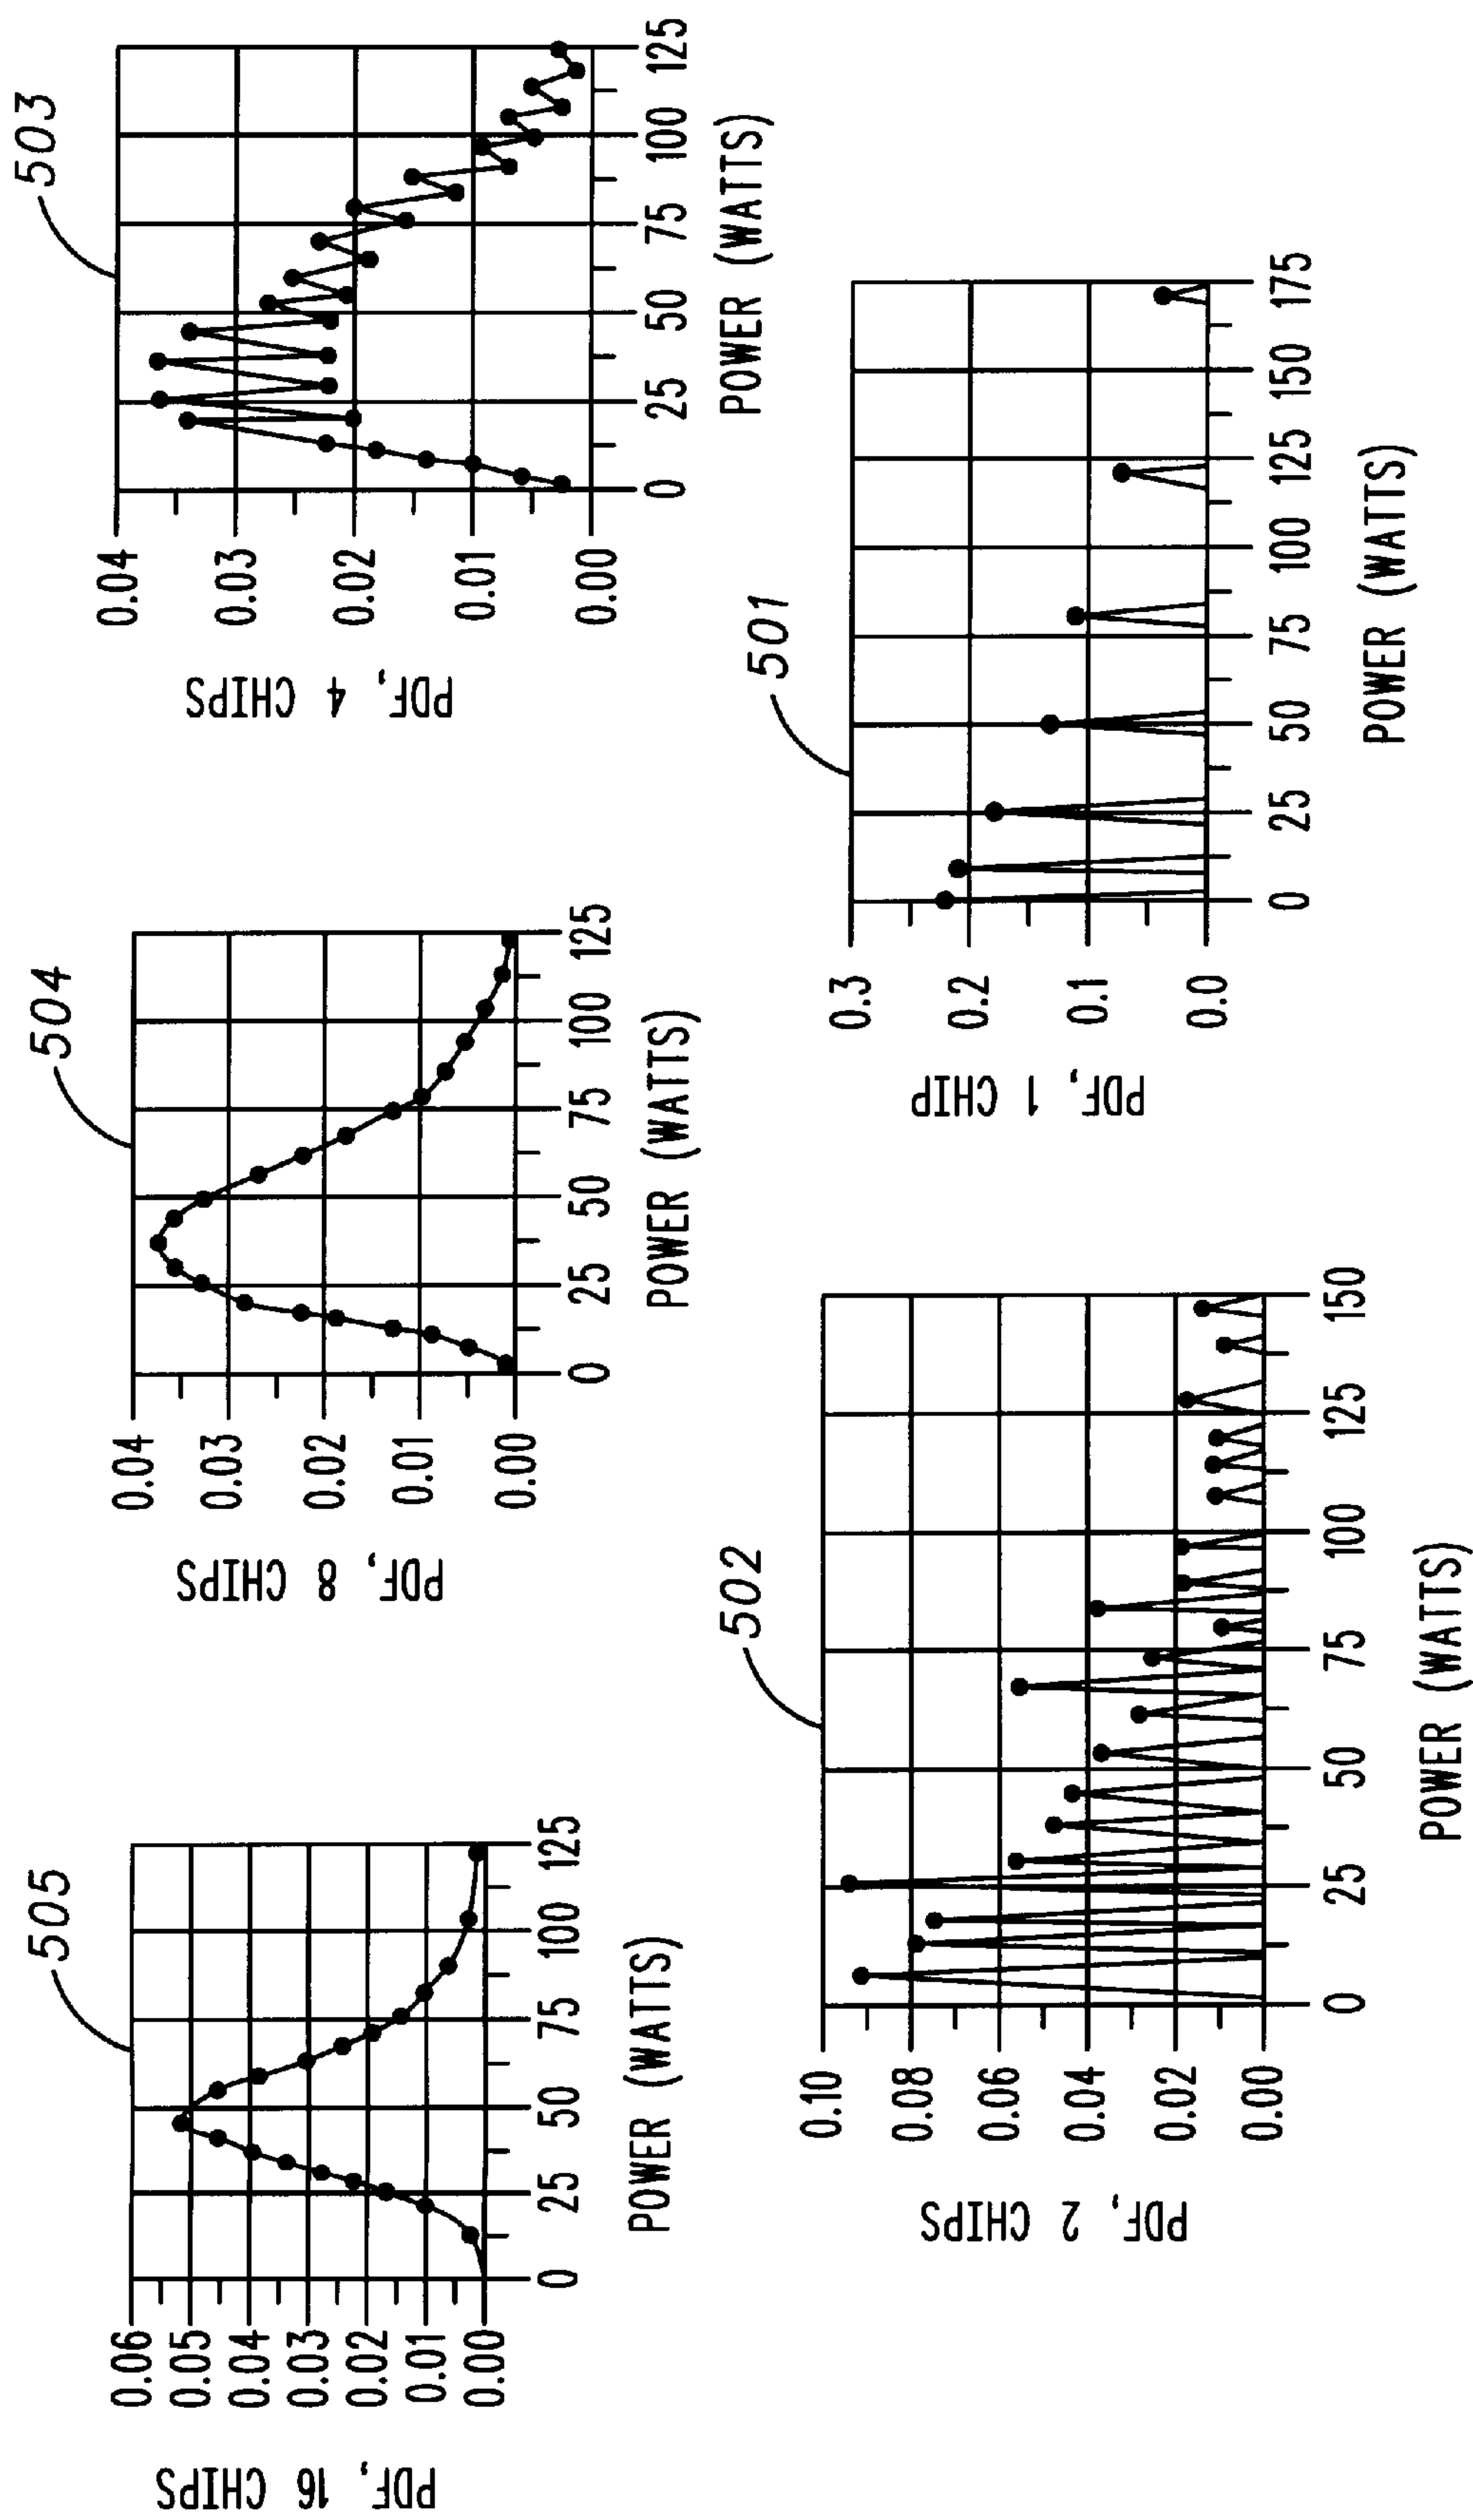 505
PDF, 16 CHIPS
0.06
0.05
0.04
0.03
0.02
0.01
0.00
0 25 50 75 100 125
POWER (WATTS)
504
PDF, 8 CHIPS
0.04
0.03
0.02
0.01
0.00
0 25 50 75 100 125
POWER (WATTS)
503
PDF, 4 CHIPS
0.04
0.03
0.02
0.01
0.00
0 25 50 75 100 125
POWER (WATTS)
502
PDF, 2 CHIPS
0.10
0.08
0.06
0.04
0.02
0.00
0 25 50 75 100 125 150
POWER (WATTS)
501
PDF, 1 CHIP
0.3
0.2
0.1
0.0
0 25 50 75 100 125 150 175
POWER (WATTS)